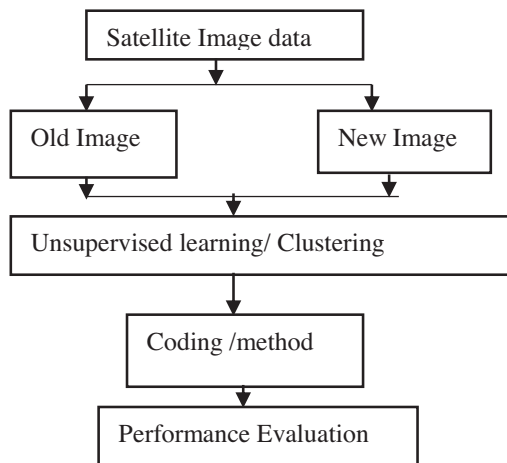 Satellite Image data
Old Image
New Image
Unsupervised learning/ Clustering
Coding /method
Performance Evaluation